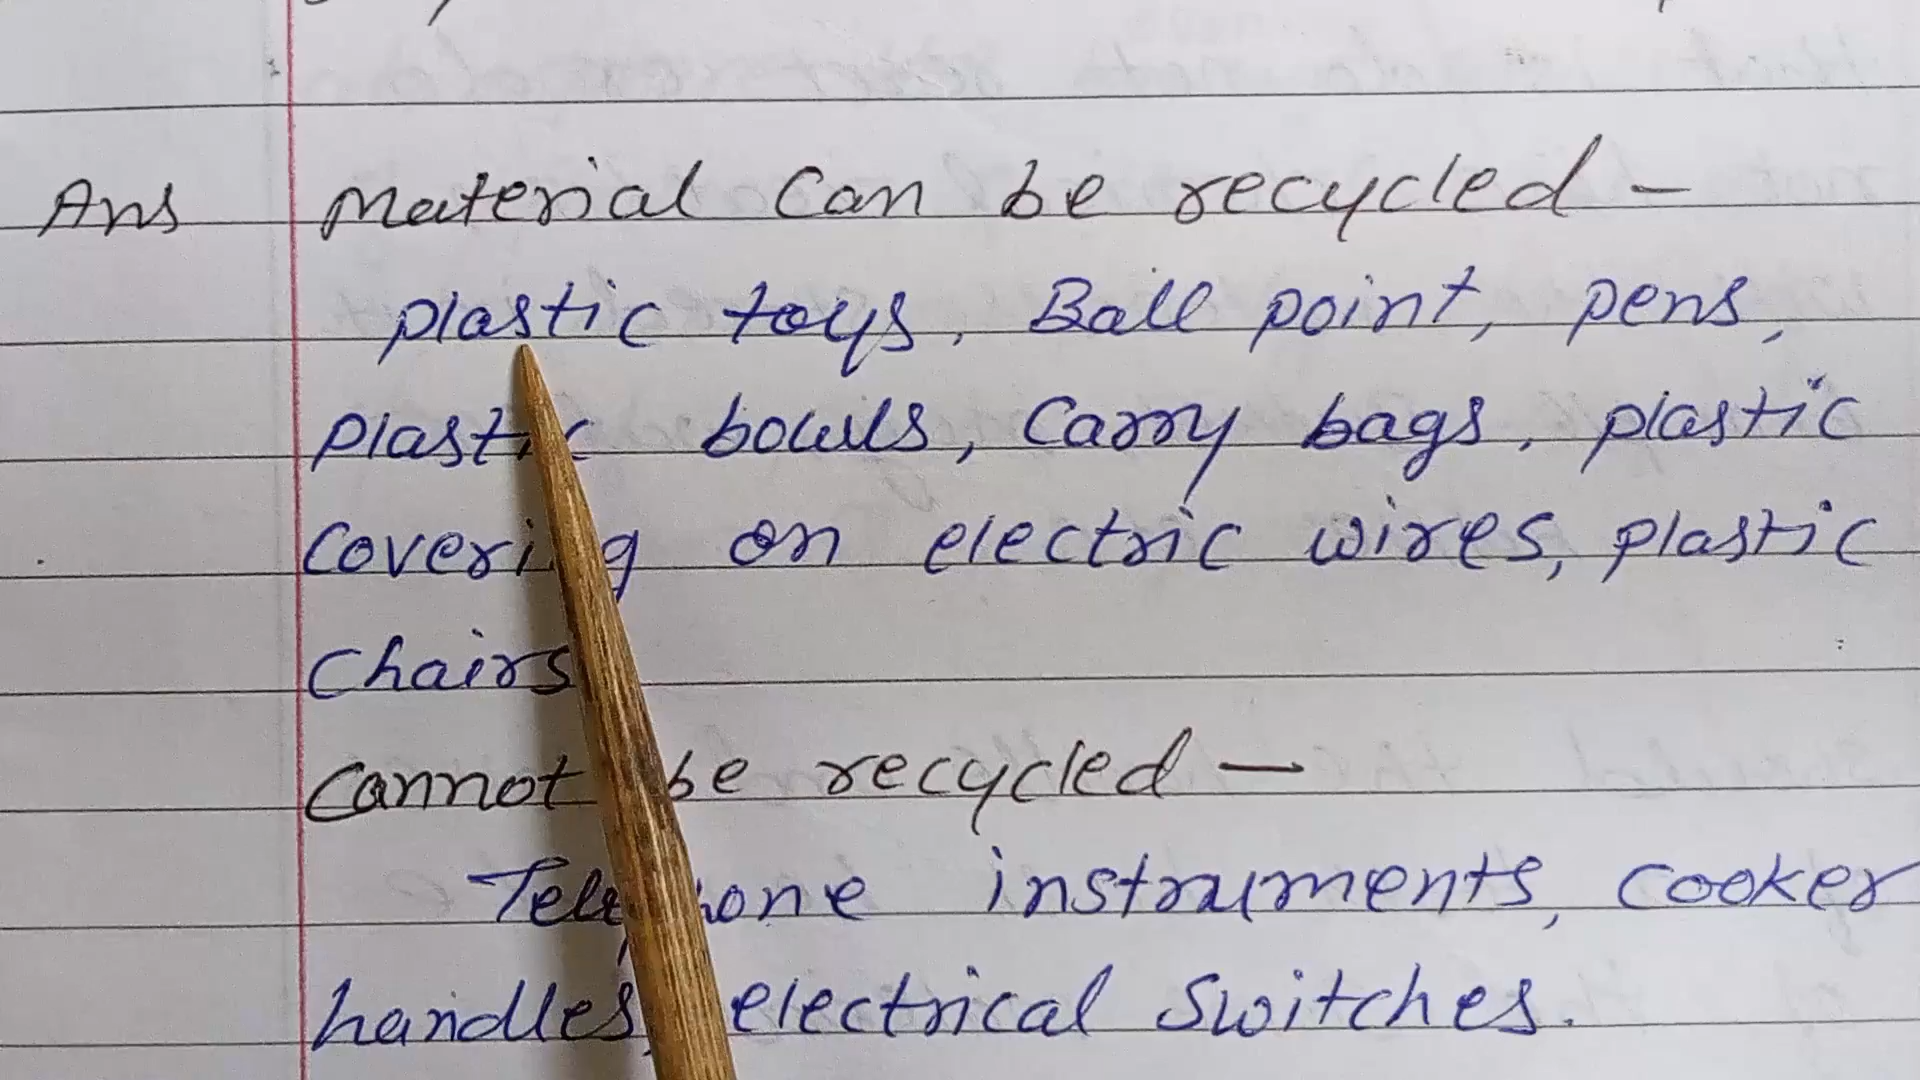 Ans Material Can be recycled -
plastic toys, Ball point, pens,
plastic bowls, Carry bags, plastic
Covering on electric wires, plastic
Chairs
Cannot be recycled -
Telephone instruments, cooker
handles, electrical Switches.